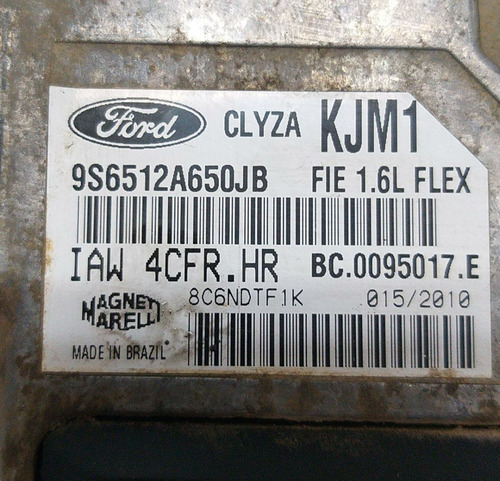 Ford CLYZA KJM1
9S6512A650JB FIE 1.6L FLEX
IAW 4CFR.HR BC.0095017.E
MAGNETI MARELLI 8C6NDTF1K 015/2010
MADE IN BRAZIL